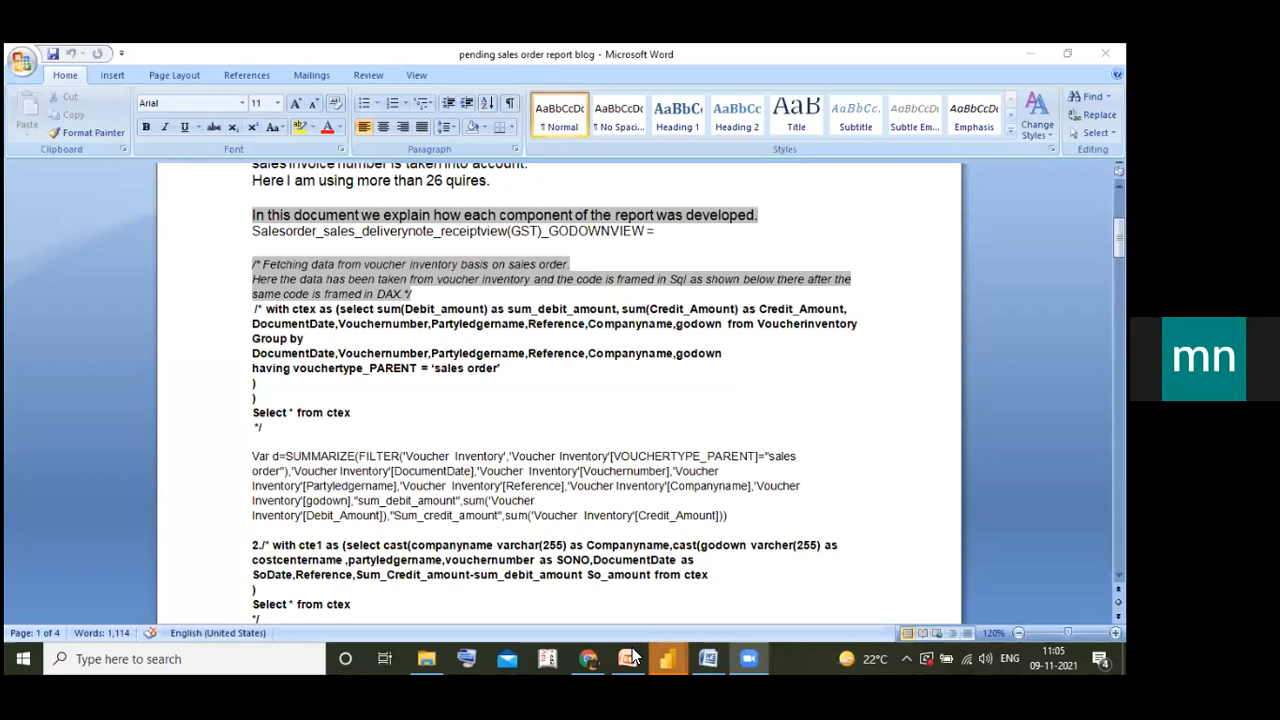 pending sales order report blog - Microsoft Word
Home Insert Page Layout References Mailings Review View
Cut
Copy
Paste
Format Painter
Clipboard
Arial 11
Font
Paragraph
AaBbCcDc AaBbCcDc AaBbC AaBbCc AaB AaBbCc. AaBbCcDc AaBbCcDc
¶ Normal ¶ No Spaci... Heading 1 Heading 2 Title Subtitle Subtle Em... Emphasis
Change Styles
Styles
Find
Replace
Select
Editing
sales invoice number is taken into account.
Here I am using more than 26 quires.
In this document we explain how each component of the report was developed.
Salesorder_sales_deliverynote_receiptview(GST)_GODOWNVIEW =
/* Fetching data from voucher inventory basis on sales order.
Here the data has been taken from voucher inventory and the code is framed in Sql as shown below there after the
same code is framed in DAX.*/
/* with ctex as (select sum(Debit_amount) as sum_debit_amount, sum(Credit_Amount) as Credit_Amount,
DocumentDate,Vouchernumber,Partyledgername,Reference,Companyname,godown from Voucherinventory
Group by
DocumentDate,Vouchernumber,Partyledgername,Reference,Companyname,godown
having vouchertype_PARENT = ‘sales order’
)
)
Select * from ctex
*/
Var d=SUMMARIZE(FILTER('Voucher Inventory','Voucher Inventory'[VOUCHERTYPE_PARENT]="sales
order"),'Voucher Inventory'[DocumentDate],'Voucher Inventory'[Vouchernumber],'Voucher
Inventory'[Partyledgername],'Voucher Inventory'[Reference],'Voucher Inventory'[Companyname],'Voucher
Inventory'[godown],"sum_debit_amount",sum('Voucher
Inventory'[Debit_Amount]),"Sum_credit_amount",sum('Voucher Inventory'[Credit_Amount]))
2./* with cte1 as (select cast(companyname varchar(255) as Companyname,cast(godown varcher(255) as
costcentername ,partyledgername,vouchernumber as SONO,DocumentDate as
SoDate,Reference,Sum_Credit_amount-sum_debit_amount So_amount from ctex
)
Select * from ctex
*/
mn
Page: 1 of 4 Words: 1,114 English (United States) 120%
Type here to search
22°C ENG
11:05
09-11-2021
4